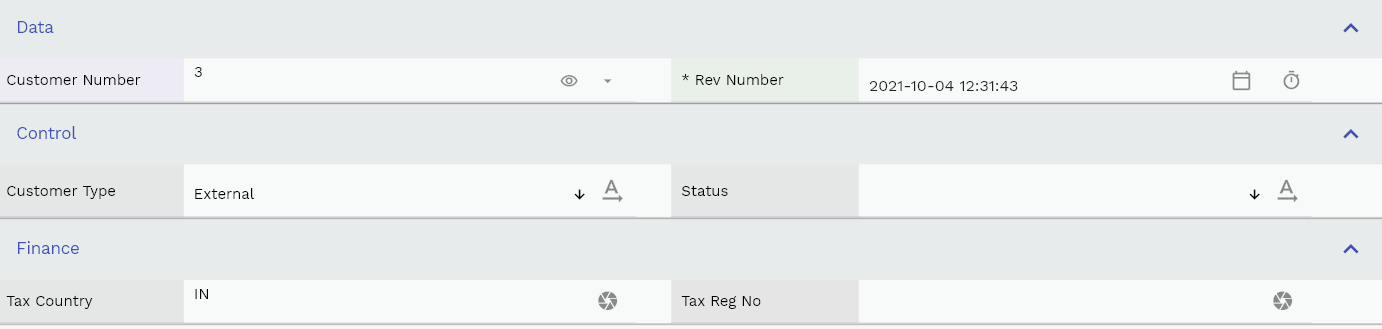 Data
Customer Number 3 * Rev Number 2021-10-04 12:31:43
Control
Customer Type External Status
Finance
Tax Country IN Tax Reg No